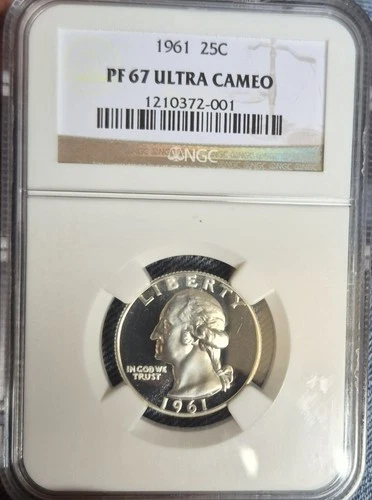 1961 25C
PF 67 ULTRA CAMEO
1210372-001
NGC
LIBERTY
IN GOD WE
TRUST
1961